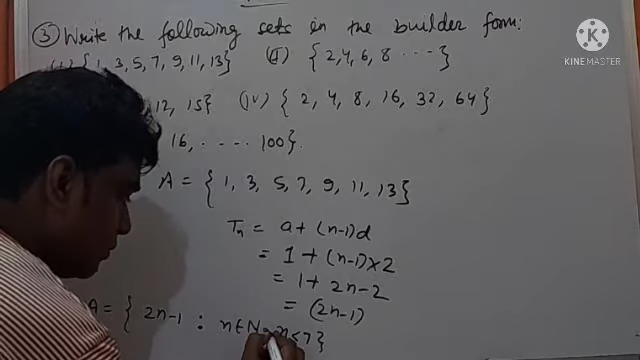 ③ Write the following sets in the builder form:
(i) { 1, 3, 5, 7, 9, 11, 13} (ii) { 2, 4, 6, 8 ....}
12, 15} (iv) { 2, 4, 8, 16, 32, 64}
16, ..... 100}.
A = { 1, 3, 5, 7, 9, 11, 13}
Tn = a + (n-1)d
= 1 + (n-1)×2
= 1 + 2n - 2
= (2n-1)
A = { 2n-1 : n∈N
KINEMASTER